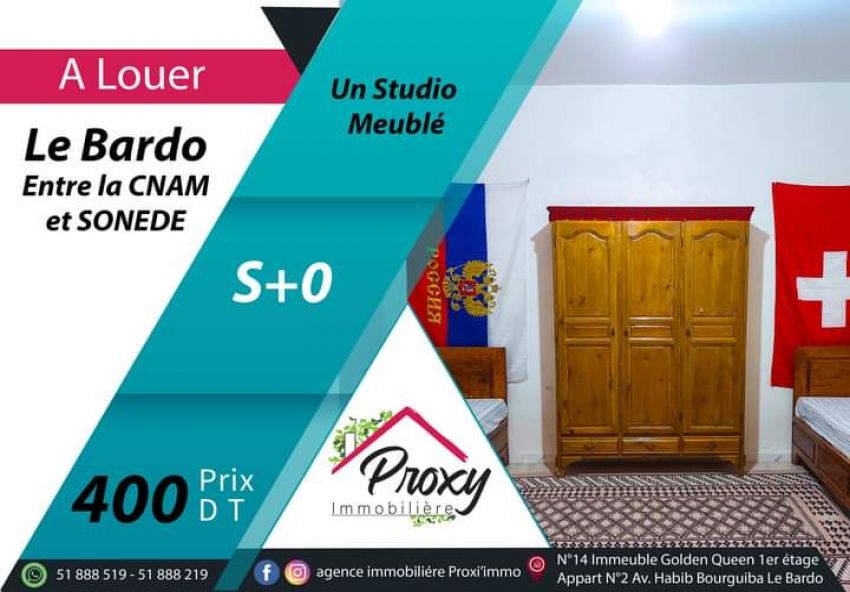 A Louer
Le Bardo
Entre la CNAM
et SONEDE
Un Studio
Meublé
S+0
400 Prix
DT
РОССИЯ
Proxy
Immobilière
51 888 519 - 51 888 219
agence immobiliére Proxi'immo
N°14 Immeuble Golden Queen 1er étage
Appart N°2 Av. Habib Bourguiba Le Bardo